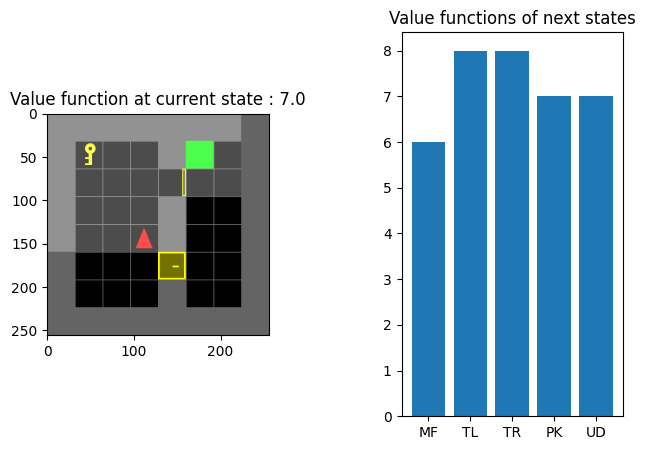 Value function at current state : 7.0
0
50
100
150
200
250
0
100
200
Value functions of next states
8
7
6
5
4
3
2
1
0
MF
TL
TR
PK
UD